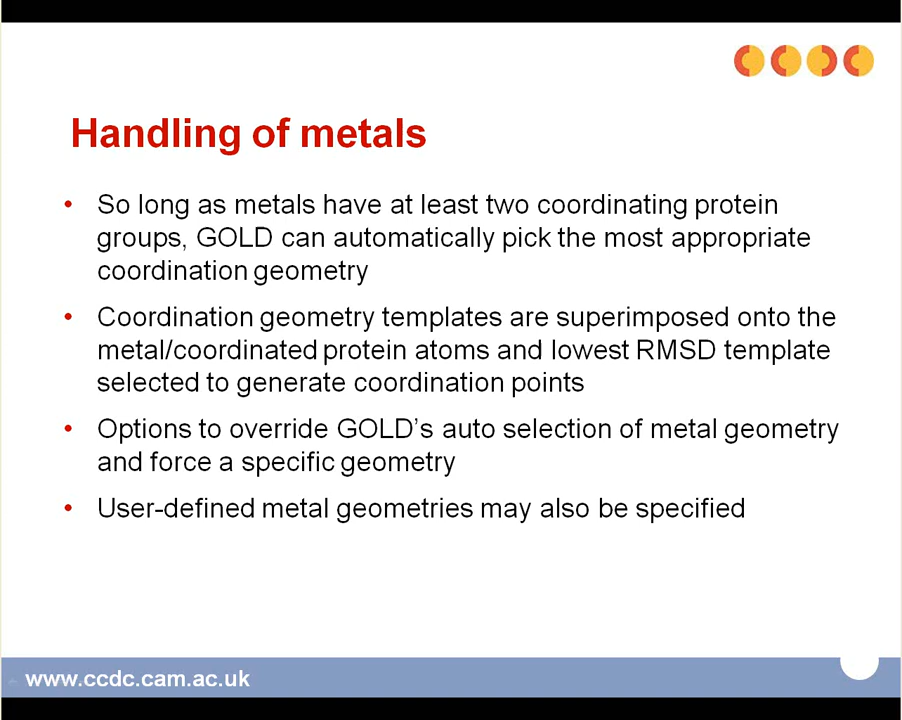 Handling of metals
• So long as metals have at least two coordinating protein
groups, GOLD can automatically pick the most appropriate
coordination geometry
• Coordination geometry templates are superimposed onto the
metal/coordinated protein atoms and lowest RMSD template
selected to generate coordination points
• Options to override GOLD’s auto selection of metal geometry
and force a specific geometry
• User-defined metal geometries may also be specified
www.ccdc.cam.ac.uk